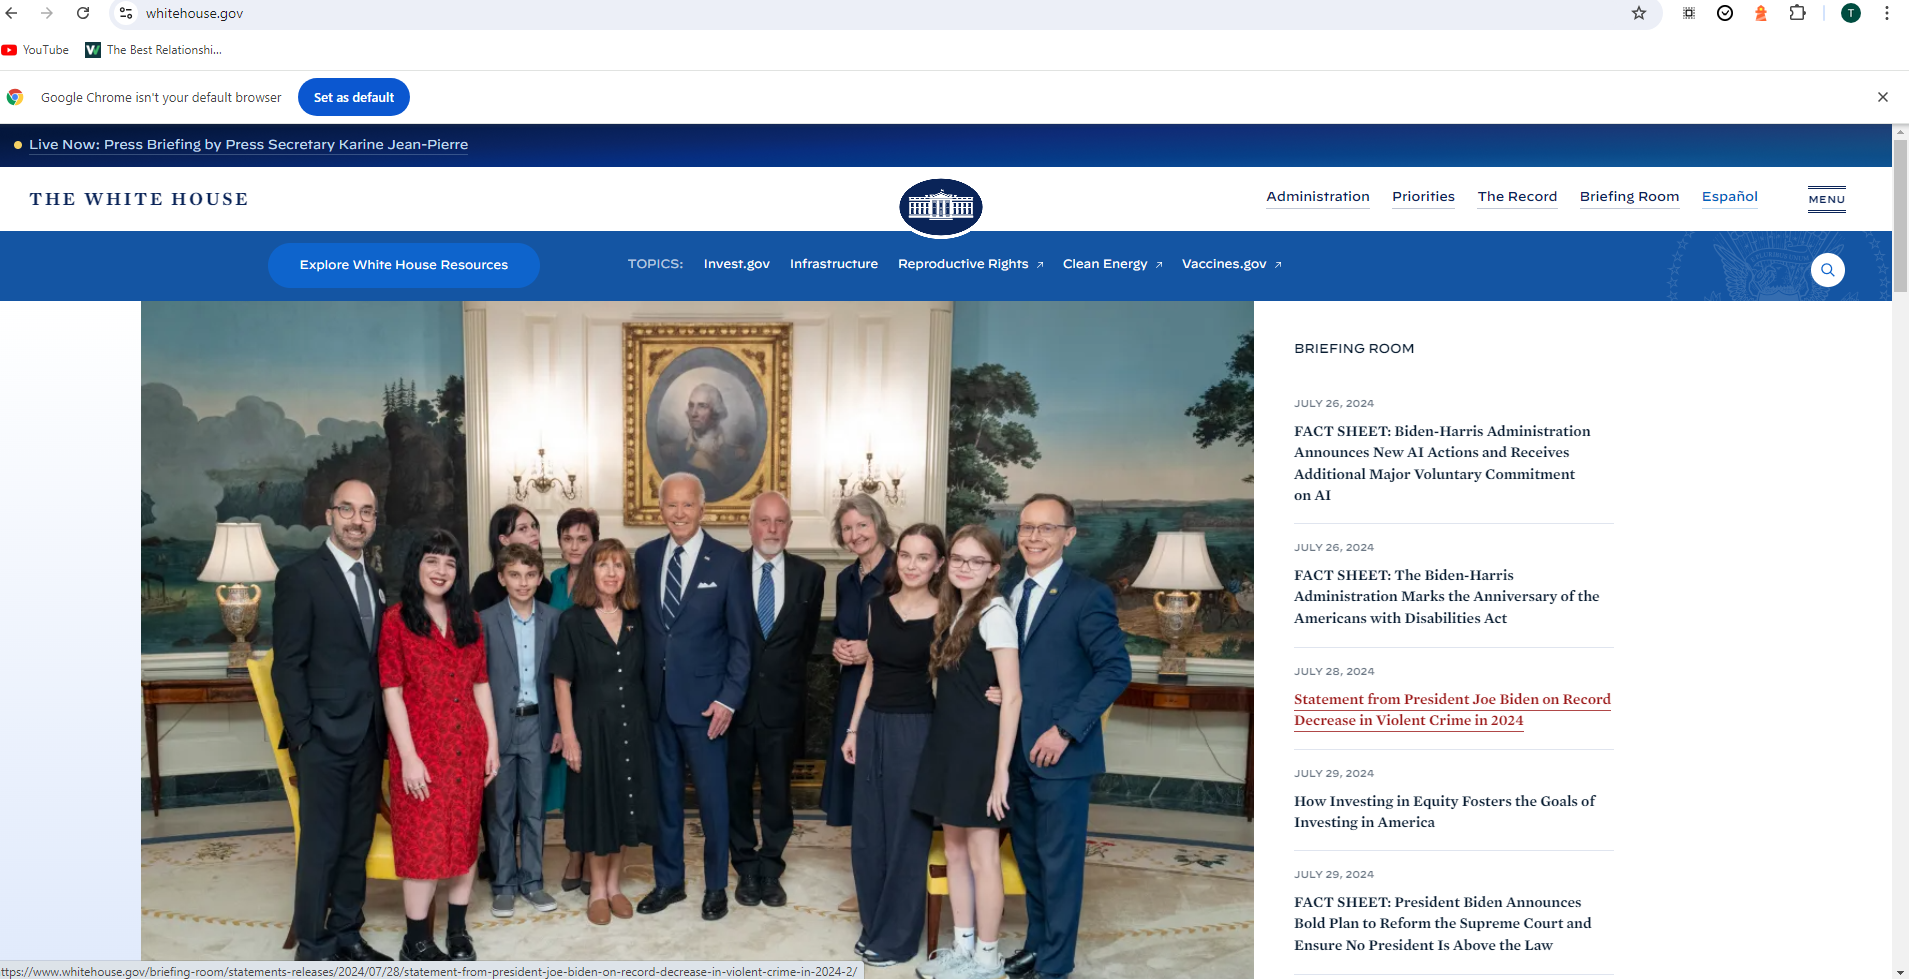 whitehouse.gov
T
YouTube
The Best Relationshi...
Google Chrome isn't your default browser
Set as default
Live Now: Press Briefing by Press Secretary Karine Jean-Pierre
THE WHITE HOUSE
Administration
Priorities
The Record
Briefing Room
Español
MENU
Explore White House Resources
TOPICS:
Invest.gov
Infrastructure
Reproductive Rights ↗
Clean Energy ↗
Vaccines.gov ↗
BRIEFING ROOM
JULY 26, 2024
FACT SHEET: Biden-Harris Administration
Announces New AI Actions and Receives
Additional Major Voluntary Commitment
on AI
JULY 26, 2024
FACT SHEET: The Biden-Harris
Administration Marks the Anniversary of the
Americans with Disabilities Act
JULY 28, 2024
Statement from President Joe Biden on Record
Decrease in Violent Crime in 2024
JULY 29, 2024
How Investing in Equity Fosters the Goals of
Investing in America
JULY 29, 2024
FACT SHEET: President Biden Announces
Bold Plan to Reform the Supreme Court and
Ensure No President Is Above the Law
ttps://www.whitehouse.gov/briefing-room/statements-releases/2024/07/28/statement-from-president-joe-biden-on-record-decrease-in-violent-crime-in-2024-2/